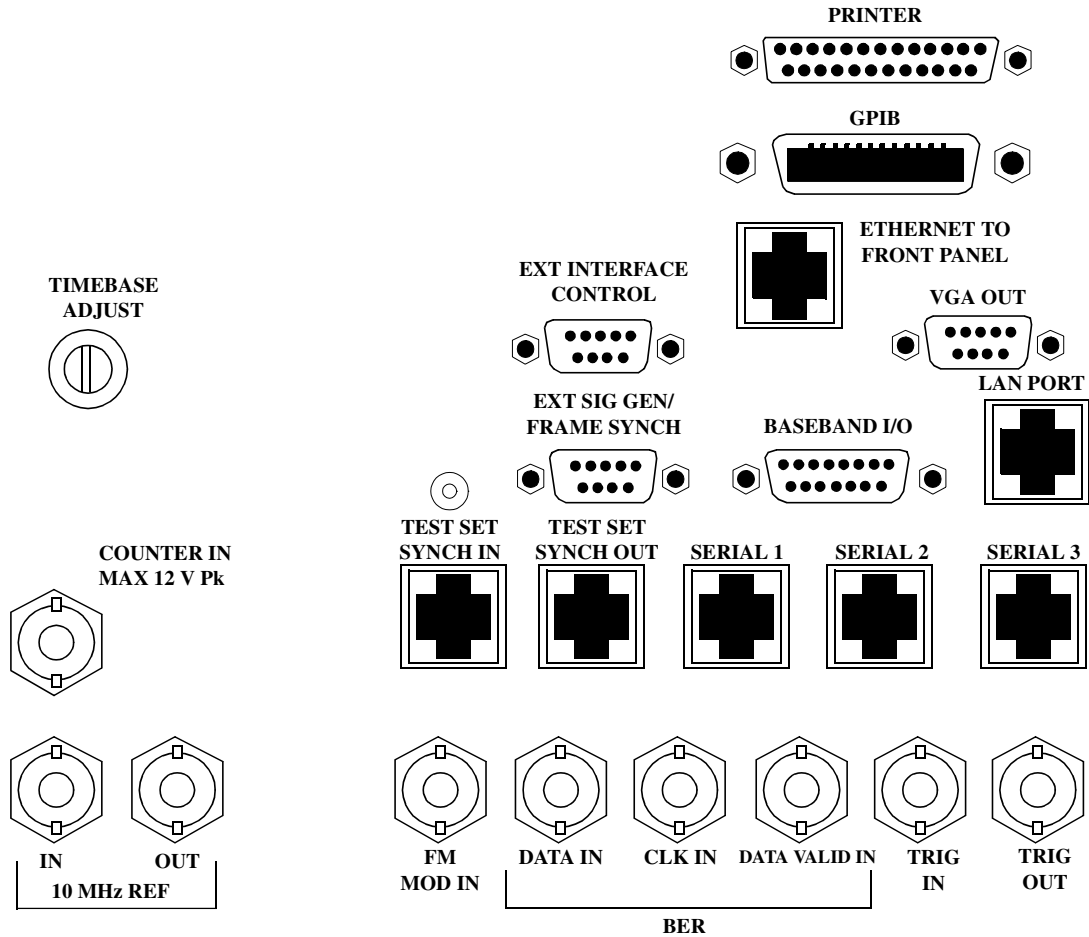 PRINTER
GPIB
ETHERNET TO
FRONT PANEL
EXT INTERFACE
CONTROL
TIMEBASE
ADJUST
VGA OUT
LAN PORT
EXT SIG GEN/
FRAME SYNCH
BASEBAND I/O
TEST SET
SYNCH IN
TEST SET
SYNCH OUT
SERIAL 1
SERIAL 2
SERIAL 3
COUNTER IN
MAX 12 V Pk
IN
OUT
10 MHz REF
FM
MOD IN
DATA IN
CLK IN
DATA VALID IN
TRIG
IN
TRIG
OUT
BER